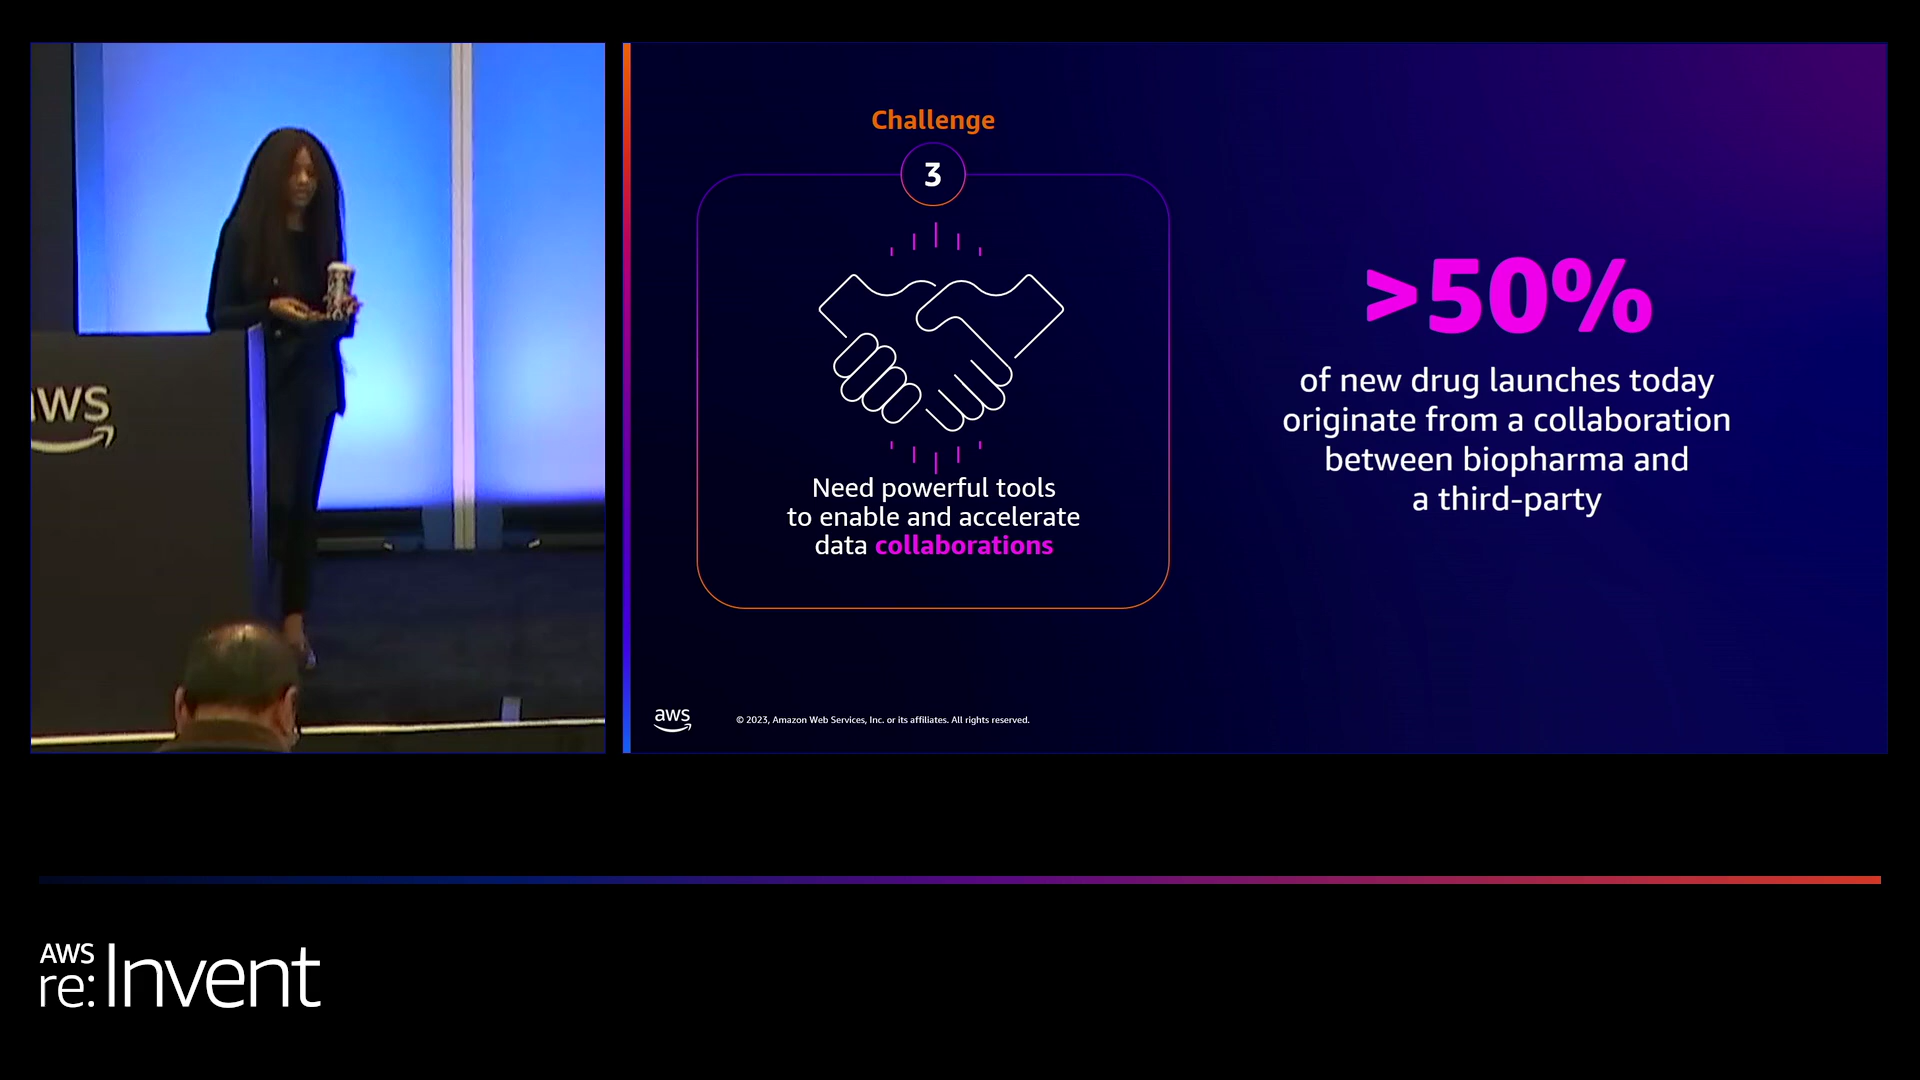 aws
Challenge
3
Need powerful tools
to enable and accelerate
data collaborations
>50%
of new drug launches today
originate from a collaboration
between biopharma and
a third-party
aws
© 2023, Amazon Web Services, Inc. or its affiliates. All rights reserved.
AWS
re:Invent